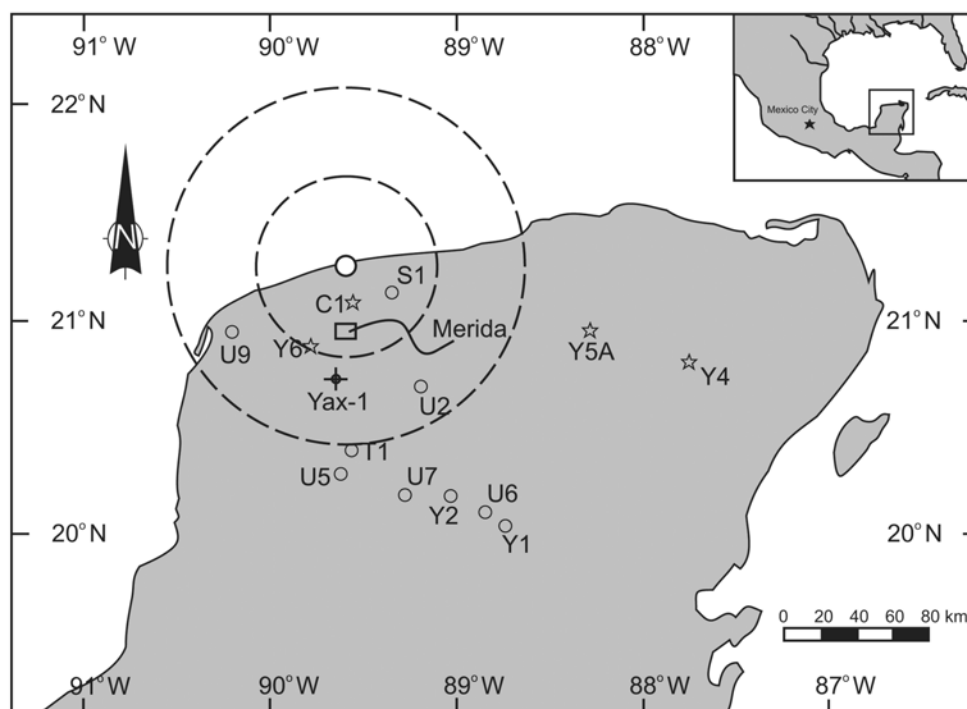 91° W
90° W
89° W
88° W
Mexico City
22° N
N
S1
C1
21° N
21° N
Merida
U9
Y6
Y5A
Y4
Yax-1
U2
T1
U5
U7
U6
Y2
20° N
20° N
Y1
0 20 40 60 80 km
91° W
90° W
89° W
88° W
87° W